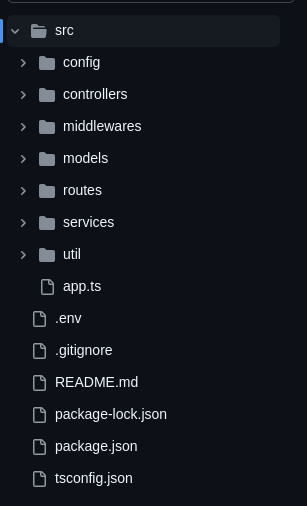 src
config
controllers
middlewares
models
routes
services
util
app.ts
.env
.gitignore
README.md
package-lock.json
package.json
tsconfig.json